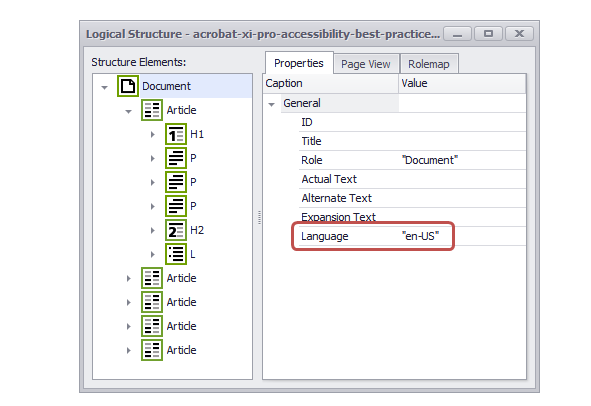 Logical Structure - acrobat-xi-pro-accessibility-best-practice...
Structure Elements:
Document
Article
H1
P
P
P
H2
L
Article
Article
Article
Article
Properties Page View Rolemap
Caption Value
General
ID
Title
Role "Document"
Actual Text
Alternate Text
Expansion Text
Language "en-US"